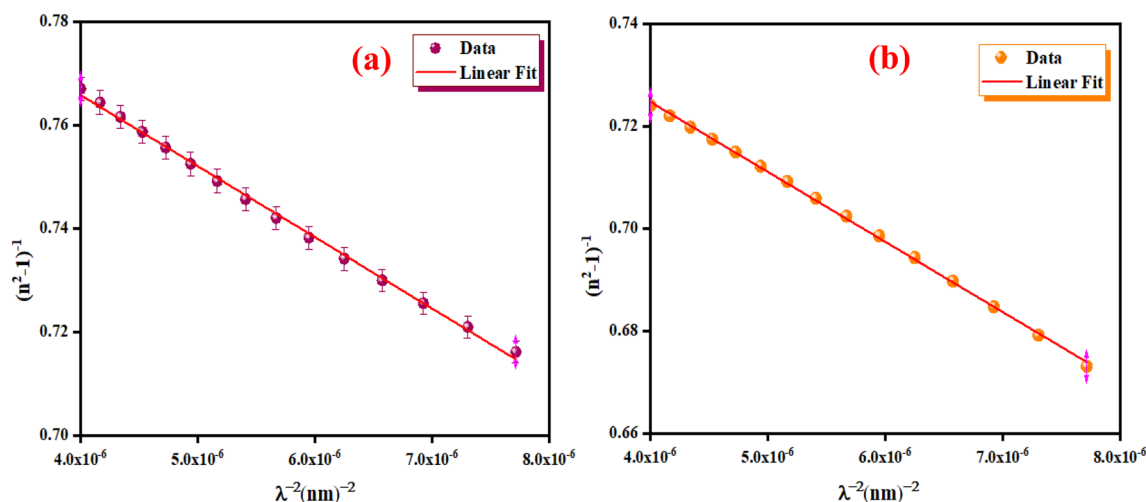 0.78
(a)
Data
Linear Fit
0.76
0.74
0.72
0.70
(n²-1)⁻¹
4.0x10⁻⁶ 5.0x10⁻⁶ 6.0x10⁻⁶ 7.0x10⁻⁶ 8.0x10⁻⁶
λ⁻²(nm)⁻²
0.74
(b)
Data
Linear Fit
0.72
0.70
0.68
0.66
(n²-1)⁻¹
4.0x10⁻⁶ 5.0x10⁻⁶ 6.0x10⁻⁶ 7.0x10⁻⁶ 8.0x10⁻⁶
λ⁻²(nm)⁻²